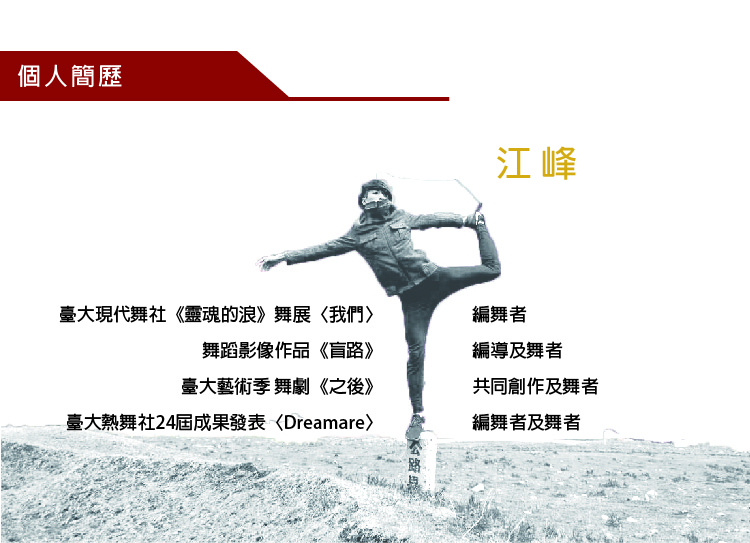 個人簡歷
江峰
臺大現代舞社《靈魂的浪》舞展〈我們〉 編舞者
舞蹈影像作品《盲路》 編導及舞者
臺大藝術季 舞劇《之後》 共同創作及舞者
臺大熱舞社24屆成果發表〈Dreamare〉 編舞者及舞者
公路